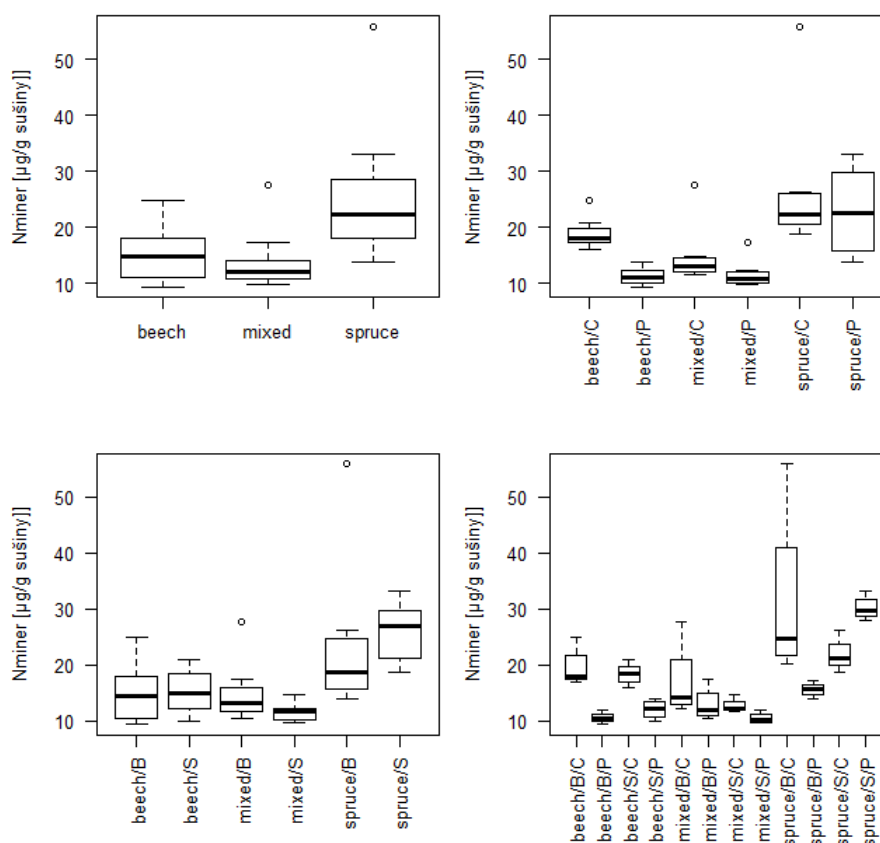 Nminer [µg/g sušiny]]
50
40
30
20
10
beech mixed spruce
Nminer [µg/g sušiny]]
50
40
30
20
10
beech/C
beech/P
mixed/C
mixed/P
spruce/C
spruce/P
Nminer [µg/g sušiny]]
50
40
30
20
10
beech/B
beech/S
mixed/B
mixed/S
spruce/B
spruce/S
Nminer [µg/g sušiny]]
50
40
30
20
10
beech/B/C
beech/B/P
beech/S/C
beech/S/P
mixed/B/C
mixed/B/P
mixed/S/C
mixed/S/P
spruce/B/C
spruce/B/P
spruce/S/C
spruce/S/P